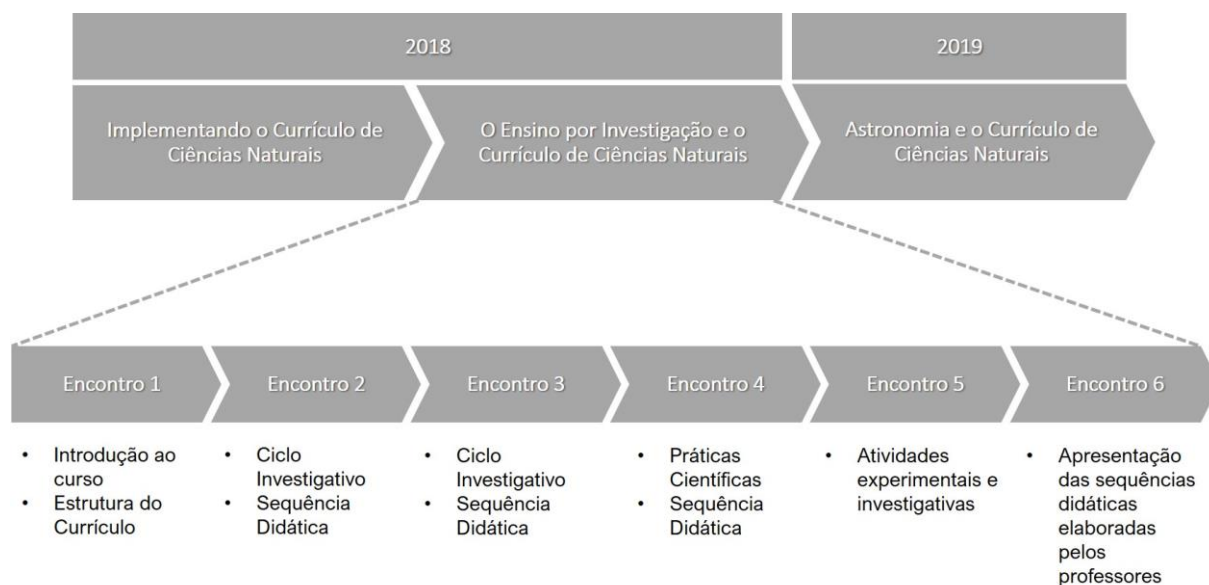 2018
2019
Implementando o Currículo de
Ciências Naturais
O Ensino por Investigação e o
Currículo de Ciências Naturais
Astronomia e o Currículo de
Ciências Naturais
Encontro 1
Encontro 2
Encontro 3
Encontro 4
Encontro 5
Encontro 6
• Introdução ao
curso
• Estrutura do
Currículo
• Ciclo
Investigativo
• Sequência
Didática
• Ciclo
Investigativo
• Sequência
Didática
• Práticas
Científicas
• Sequência
Didática
• Atividades
experimentais e
investigativas
• Apresentação
das sequências
didáticas
elaboradas
pelos
professores